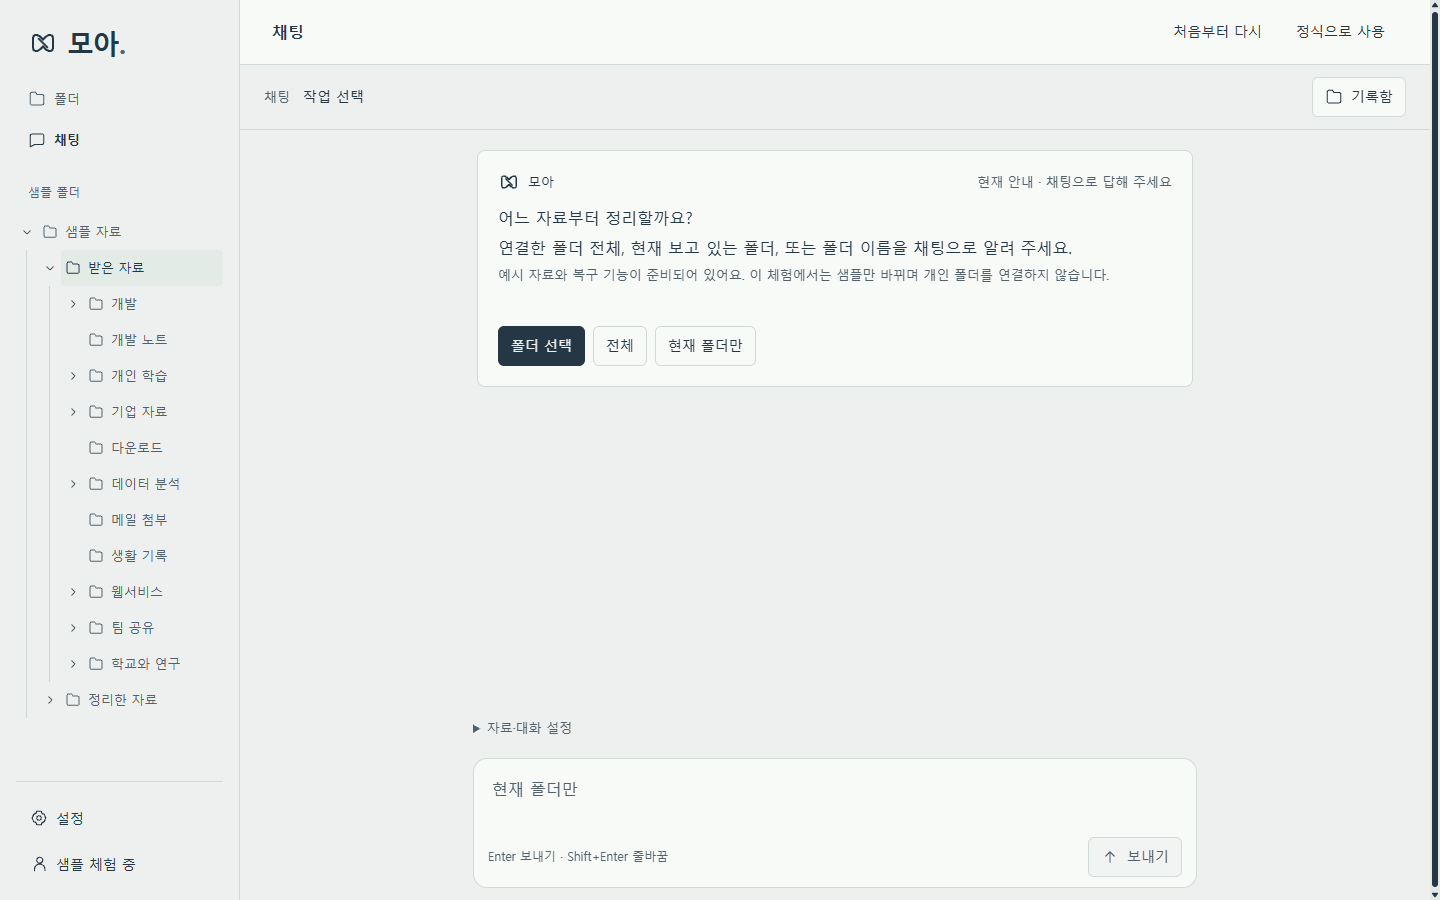 모아.
폴더
채팅
샘플 폴더
샘플 자료
받은 자료
개발
개발 노트
개인 학습
기업 자료
다운로드
데이터 분석
메일 첨부
생활 기록
웹서비스
팀 공유
학교와 연구
정리한 자료
설정
샘플 체험 중
채팅
처음부터 다시
정식으로 사용
채팅 작업 선택
기록함
모아
현재 안내 · 채팅으로 답해 주세요
어느 자료부터 정리할까요?
연결한 폴더 전체, 현재 보고 있는 폴더, 또는 폴더 이름을 채팅으로 알려 주세요.
예시 자료와 복구 기능이 준비되어 있어요. 이 체험에서는 샘플만 바뀌며 개인 폴더를 연결하지 않습니다.
폴더 선택
전체
현재 폴더만
자료·대화 설정
현재 폴더만
Enter 보내기 · Shift+Enter 줄바꿈
보내기